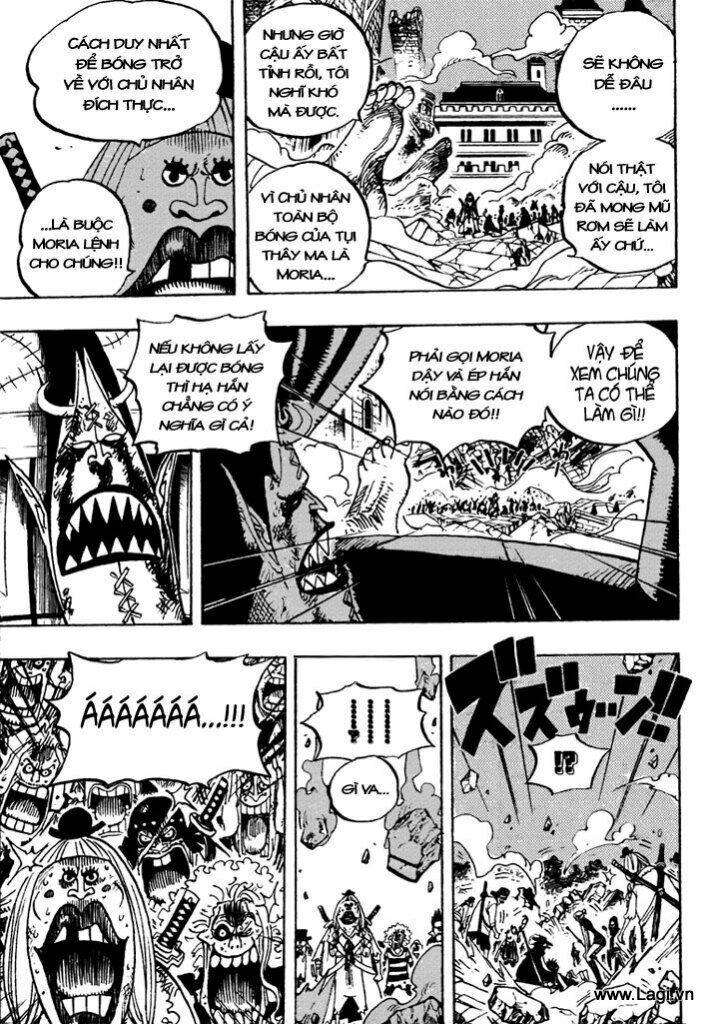 SẼ KHÔNG
DỄ ĐÂU
......
NÓI THẬT
VỚI CẬU, TÔI
ĐÃ MONG MŨ
RƠM SẼ LÀM
ẤY CHỨ...
NHƯNG GIỜ
CẬU ẤY BẤT
TỈNH RỒI, TÔI
NGHĨ KHÓ
MÀ ĐƯỢC.
VÌ CHỦ NHÂN
TOÀN BỘ
BÓNG CỦA TỤI
THÂY MA LÀ
MORIA...
CÁCH DUY NHẤT
ĐỂ BÓNG TRỞ
VỀ VỚI CHỦ NHÂN
ĐÍCH THỰC...
...LÀ BUỘC
MORIA LỆNH
CHO CHÚNG!!
VẬY ĐỂ
XEM CHÚNG
TA CÓ THỂ
LÀM GÌ!!
PHẢI GỌI MORIA
DẬY VÀ ÉP HẮN
NÓI BẰNG CÁCH
NÀO ĐÓ!!
NẾU KHÔNG LẤY
LẠI ĐƯỢC BÓNG
THÌ HẠ HẮN
CHẲNG CÓ Ý
NGHĨA GÌ CẢ!
ズズゥーン!!
!?
GÌ VA...
ÁÁÁÁÁÁÁ...!!!
www.Lagi.vn